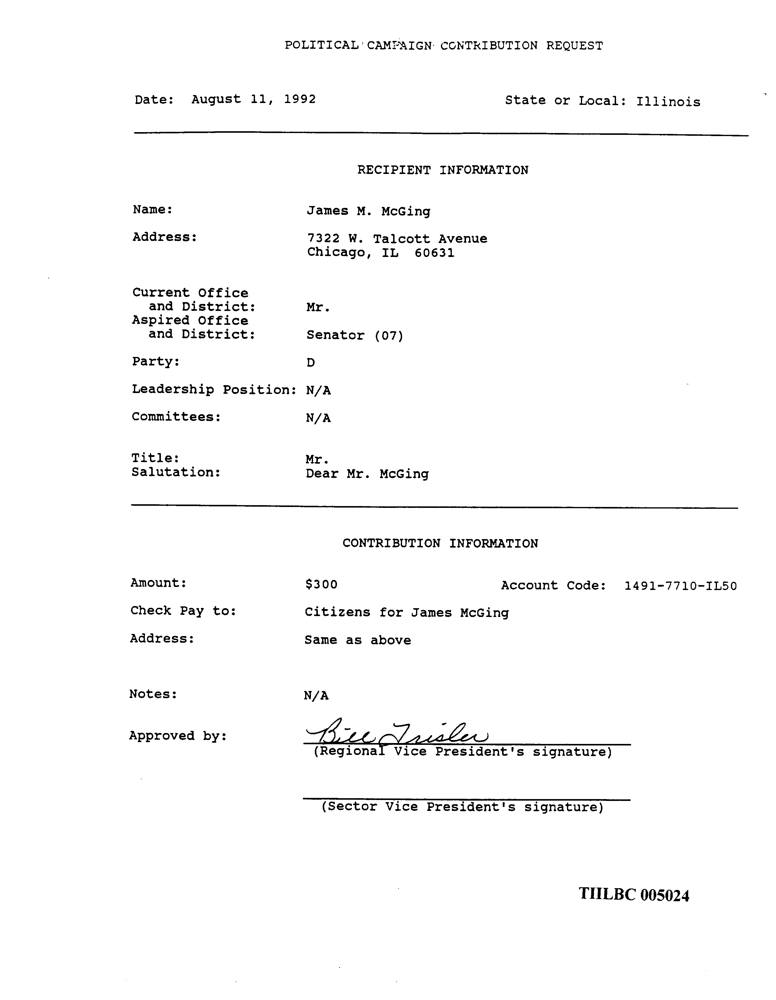 POLITICAL CAMPAIGN CONTRIBUTION REQUEST
Date: August 11, 1992 State or Local: Illinois
RECIPIENT INFORMATION
Name: James M. McGing
Address: 7322 W. Talcott Avenue
Chicago, IL 60631
Current Office
and District: Mr.
Aspired Office
and District: Senator (07)
Party: D
Leadership Position: N/A
Committees: N/A
Title: Mr.
Salutation: Dear Mr. McGing
CONTRIBUTION INFORMATION
Amount: $300 Account Code: 1491-7710-IL50
Check Pay to: Citizens for James McGing
Address: Same as above
Notes: N/A
Approved by: Bill Trisler
(Regional Vice President's signature)
(Sector Vice President's signature)
TIILBC 005024